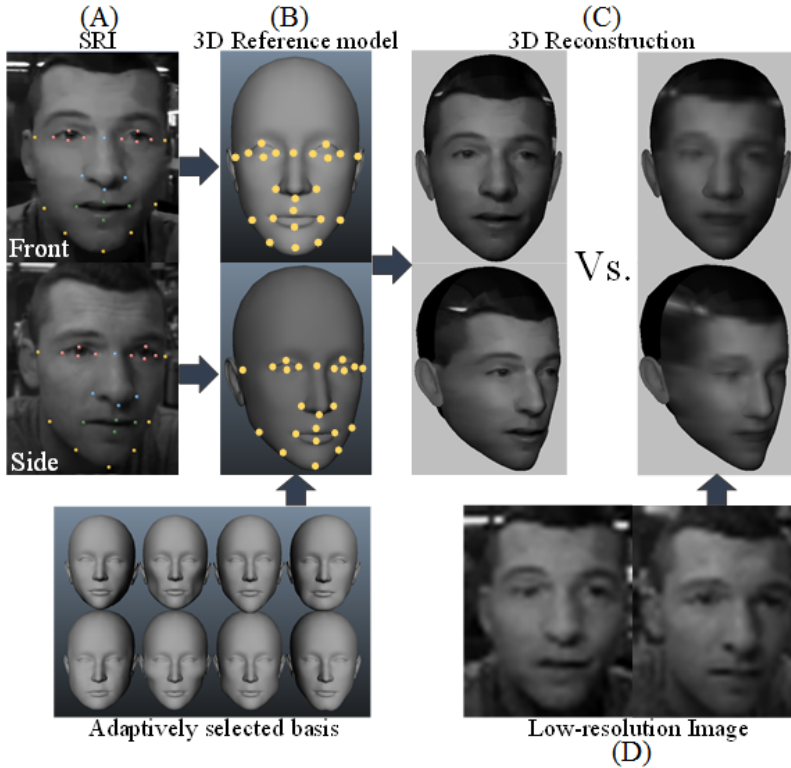 (A)
(B)
(C)
SRI
3D Reference model
3D Reconstruction
Front
Vs.
Side
Adaptively selected basis
Low-resolution Image
(D)